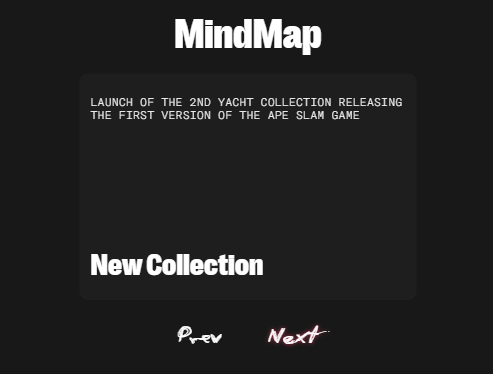 MindMap
LAUNCH OF THE 2ND YACHT COLLECTION RELEASING
THE FIRST VERSION OF THE APE SLAM GAME
New Collection
Prev Next